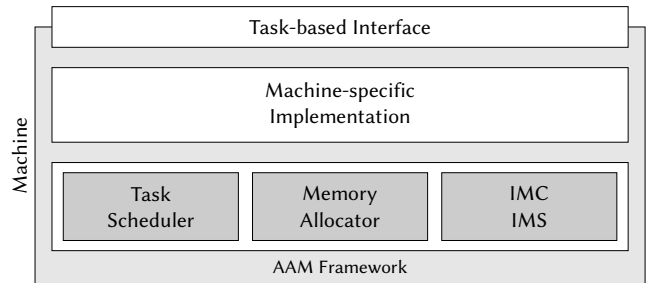 Task-based Interface
Machine-specific
Implementation
Machine
Task
Scheduler
Memory
Allocator
IMC
IMS
AAM Framework